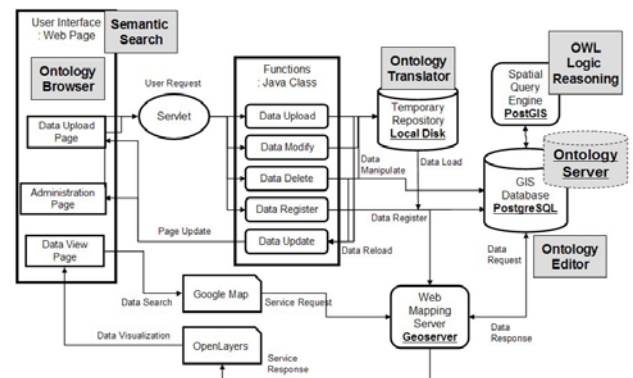 User Interface
: Web Page
Semantic
Search
Ontology
Browser
Data Upload
Page
Administration
Page
Data View
Page
User Request
Servlet
Functions
: Java Class
Data Upload
Data Modify
Data Delete
Data Register
Data Update
Page Update
Ontology
Translator
Temporary
Repository
Local Disk
Data
Manipulate
Data Load
Data Register
Data Reload
OWL
Logic
Reasoning
Spatial
Query
Engine
PostGIS
Ontology
Server
GIS
Database
PostgreSQL
Data
Request
Ontology
Editor
Data Search
Google Map
Service Request
Web
Mapping
Server
Geoserver
Data
Response
Data Visualization
OpenLayers
Service
Response